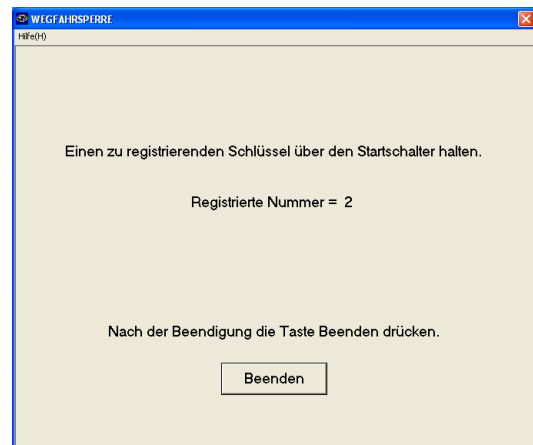 WEGFAHRSPERRE
Hilfe(H)
Einen zu registrierenden Schlüssel über den Startschalter halten.
Registrierte Nummer = 2
Nach der Beendigung die Taste Beenden drücken.
Beenden